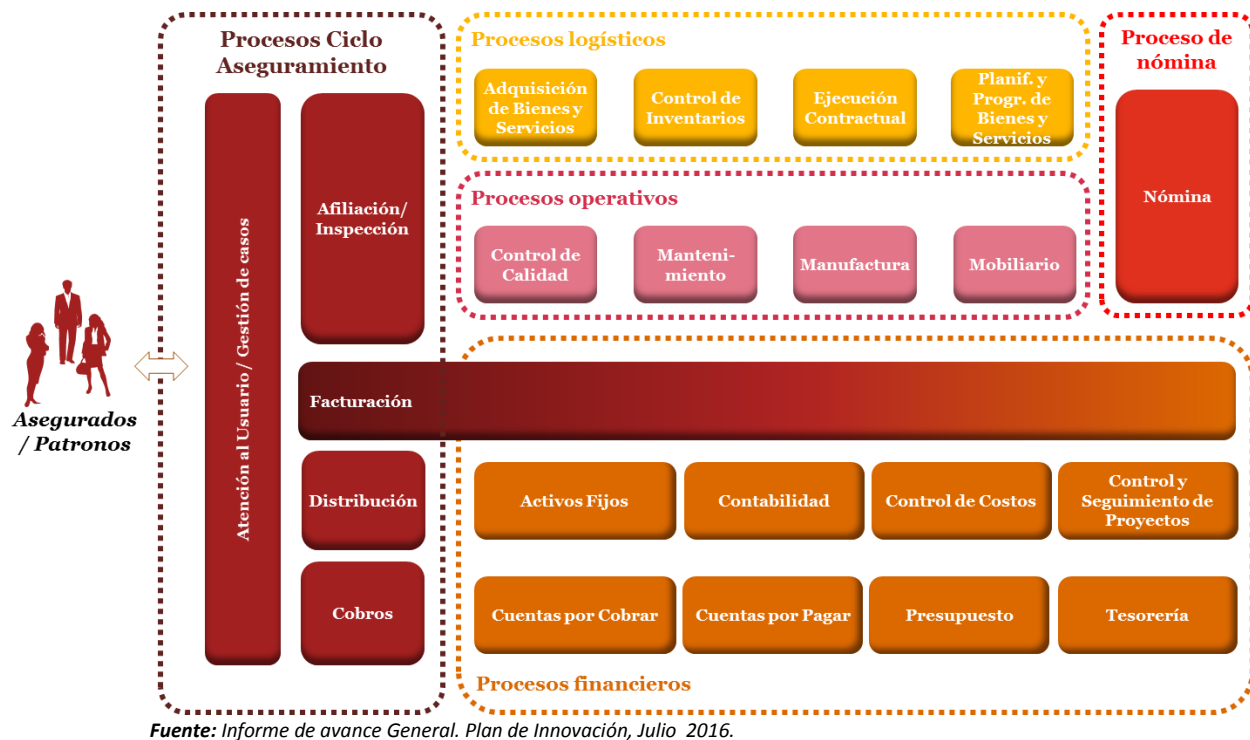 Procesos Ciclo
Aseguramiento
Atención al Usuario / Gestión de casos
Afiliación/
Inspección
Facturación
Distribución
Cobros
Asegurados
/ Patronos
Procesos logísticos
Adquisición
de Bienes y
Servicios
Control de
Inventarios
Ejecución
Contractual
Planif. y
Progr. de
Bienes y
Servicios
Procesos operativos
Control de
Calidad
Manteni-
miento
Manufactura
Mobiliario
Proceso de
nómina
Nómina
Activos Fijos
Contabilidad
Control de Costos
Control y
Seguimiento de
Proyectos
Cuentas por Cobrar
Cuentas por Pagar
Presupuesto
Tesorería
Procesos financieros
Fuente: Informe de avance General. Plan de Innovación, Julio 2016.